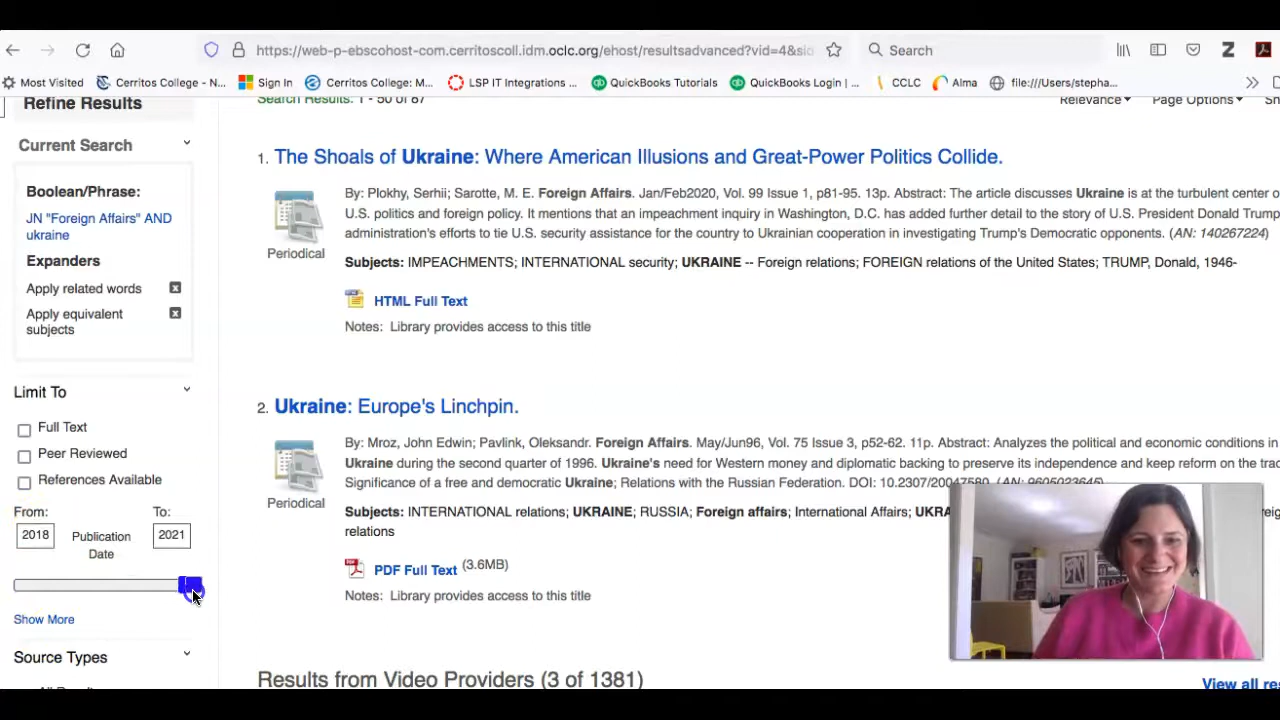 https://web-p-ebscohost-com.cerritoscoll.idm.oclc.org/ehost/resultsadvanced?vid=4&sid
Search
Z
Most Visited
Cerritos College - N...
Sign In
Cerritos College: M...
LSP IT Integrations ...
QuickBooks Tutorials
QuickBooks Login | ...
CCLC
Alma
file:///Users/stepha...
Refine Results
Current Search
Boolean/Phrase:
JN "Foreign Affairs" AND
ukraine
Expanders
Apply related words
Apply equivalent
subjects
Limit To
Full Text
Peer Reviewed
References Available
From:
To:
2018
Publication
Date
2021
Show More
Source Types
Search Results: 1 - 50 of 87
Relevance
Page Options
1. The Shoals of Ukraine: Where American Illusions and Great-Power Politics Collide.
Periodical
By: Plokhy, Serhii; Sarotte, M. E. Foreign Affairs. Jan/Feb2020, Vol. 99 Issue 1, p81-95. 13p. Abstract: The article discusses Ukraine is at the turbulent center o
U.S. politics and foreign policy. It mentions that an impeachment inquiry in Washington, D.C. has added further detail to the story of U.S. President Donald Trump
administration's efforts to tie U.S. security assistance for the country to Ukrainian cooperation in investigating Trump's Democratic opponents. (AN: 140267224)
Subjects: IMPEACHMENTS; INTERNATIONAL security; UKRAINE -- Foreign relations; FOREIGN relations of the United States; TRUMP, Donald, 1946-
HTML Full Text
Notes: Library provides access to this title
2. Ukraine: Europe's Linchpin.
Periodical
By: Mroz, John Edwin; Pavlink, Oleksandr. Foreign Affairs. May/Jun96, Vol. 75 Issue 3, p52-62. 11p. Abstract: Analyzes the political and economic conditions in
Ukraine during the second quarter of 1996. Ukraine's need for Western money and diplomatic backing to preserve its independence and keep reform on the trac
Significance of a free and democratic Ukraine; Relations with the Russian Federation. DOI: 10.2307/20047580. (AN: 9605023645)
Subjects: INTERNATIONAL relations; UKRAINE; RUSSIA; Foreign affairs; International Affairs; UKRA
relations
PDF Full Text (3.6MB)
Notes: Library provides access to this title
Results from Video Providers (3 of 1381)
View all res